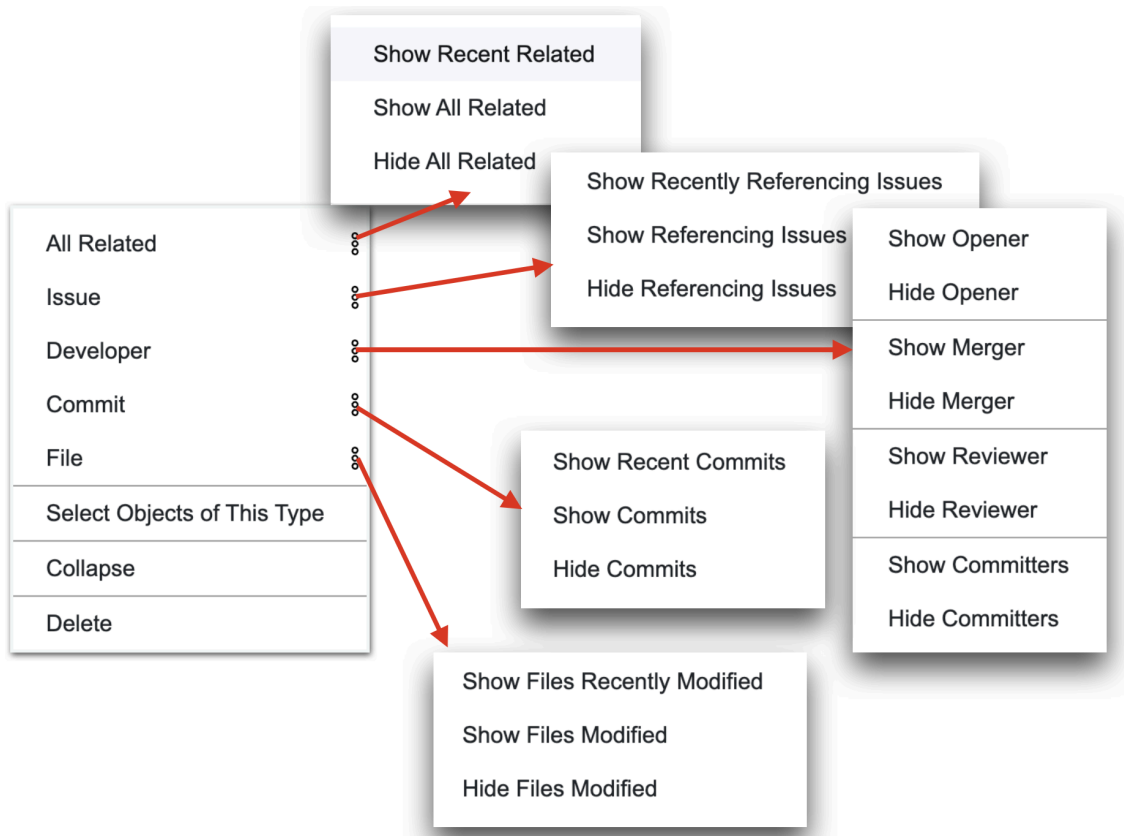 Show Recent Related
Show All Related
Hide All Related
Show Recently Referencing Issues
Show Referencing Issues
Hide Referencing Issues
All Related
Issue
Developer
Commit
File
Select Objects of This Type
Collapse
Delete
Show Opener
Hide Opener
Show Merger
Hide Merger
Show Reviewer
Hide Reviewer
Show Committers
Hide Committers
Show Recent Commits
Show Commits
Hide Commits
Show Files Recently Modified
Show Files Modified
Hide Files Modified